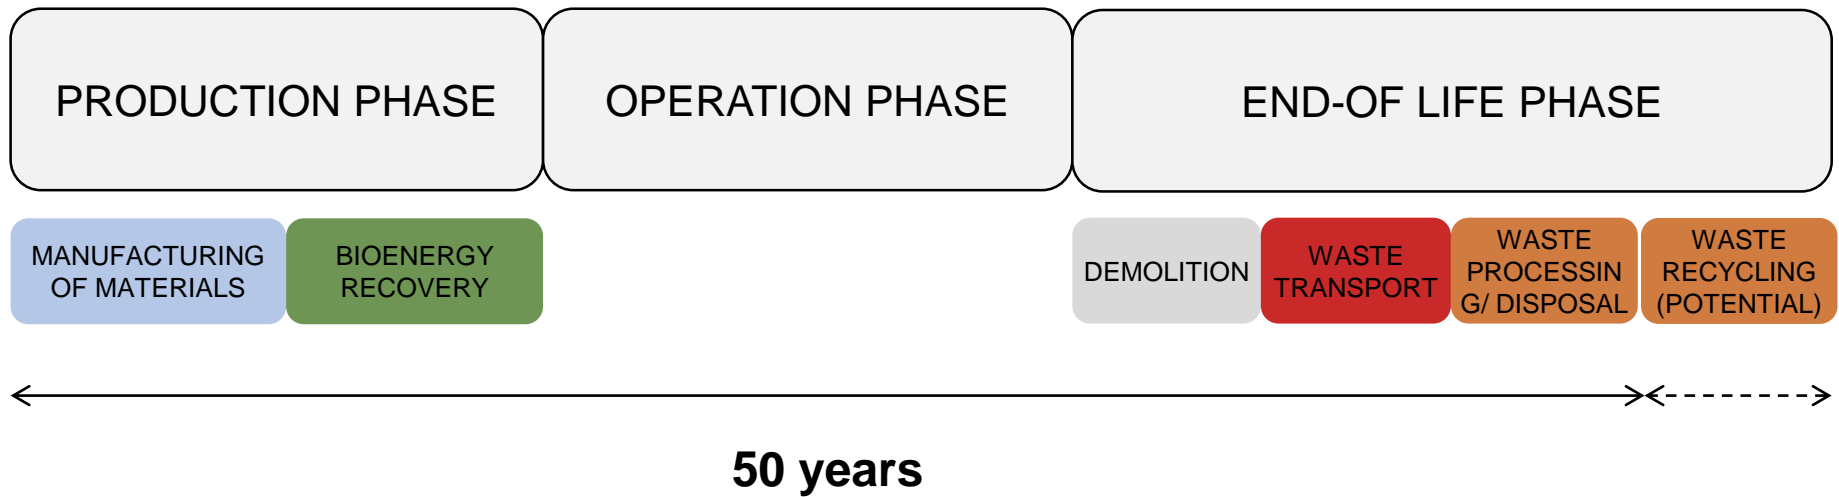 PRODUCTION PHASE
OPERATION PHASE
END-OF LIFE PHASE
MANUFACTURING
OF MATERIALS
BIOENERGY
RECOVERY
DEMOLITION
WASTE
TRANSPORT
WASTE
PROCESSIN
G/ DISPOSAL
WASTE
RECYCLING
(POTENTIAL)
50 years